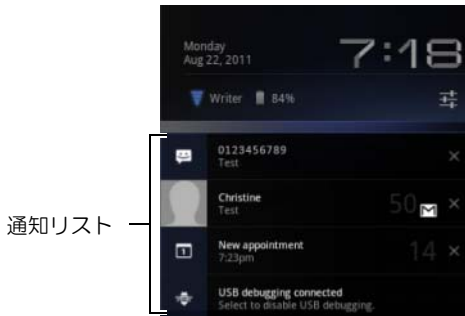 Monday
Aug 22, 2011
7:18
Writer 84%
0123456789
Test
通知リスト
Christine
Test
50
New appointment
7:23pm
14
USB debugging connected
Select to disable USB debugging.